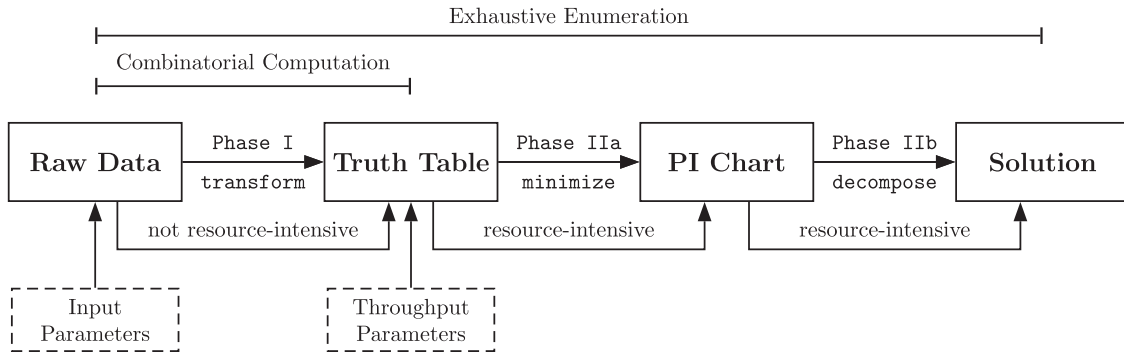 Exhaustive Enumeration
Combinatorial Computation
Phase I
Phase IIa
Phase IIb
Raw Data
Truth Table
PI Chart
Solution
transform
minimize
decompose
not resource-intensive
resource-intensive
resource-intensive
Input
Parameters
Throughput
Parameters